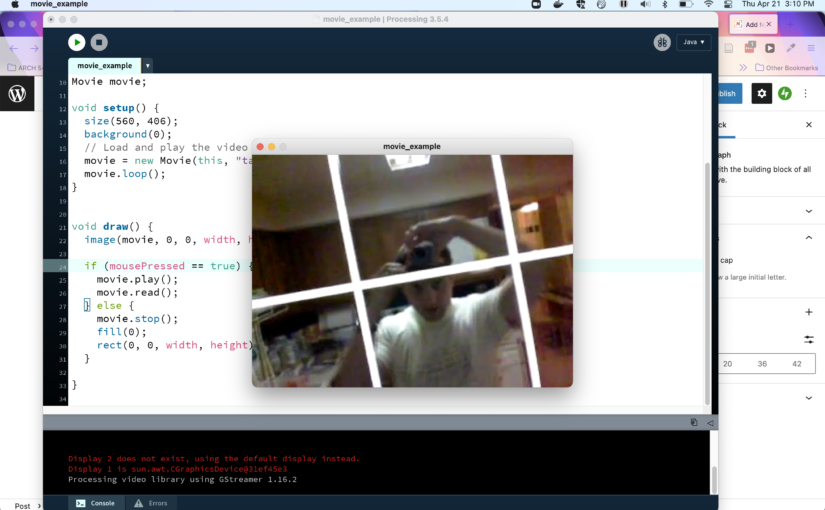 movie_example
Thu Apr 21 3:10 PM
movie_example | Processing 3.5.4
Java
movie_example
Other Bookmarks
10 Movie movie;
11
12 void setup() {
13 size(560, 406);
14 background(0);
15 // Load and play the video
16 movie = new Movie(this, "ta
17 movie.loop();
18 }
19
20
21 void draw() {
22 image(movie, 0, 0, width, h
23
24 if (mousePressed == true) {
25 movie.play();
26 movie.read();
27 } else {
28 movie.stop();
29 fill(0);
30 rect(0, 0, width, height)
31 }
32
33 }
34
movie_example
blish
ck
aph
with the building block of all
ve.
s
cap
w a large initial letter.
20 36 42
Display 2 does not exist, using the default display instead.
Display 1 is sun.awt.CGraphicsDevice@31ef45e3
Processing video library using GStreamer 1.16.2
Console
Errors
Post